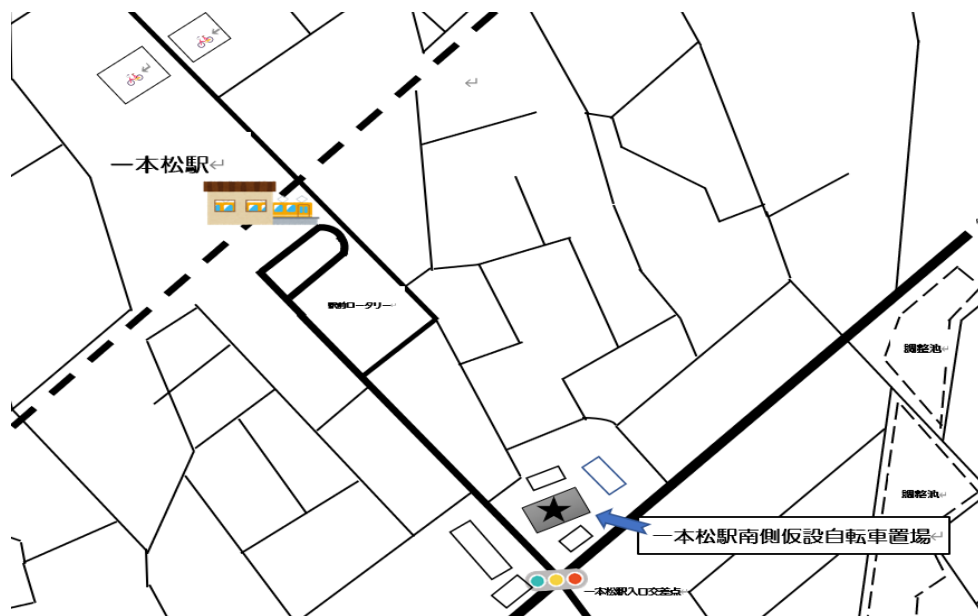 一本松駅
駅前ロータリー
調整池
調整池
一本松駅南側仮設自転車置場
一本松駅入口交差点